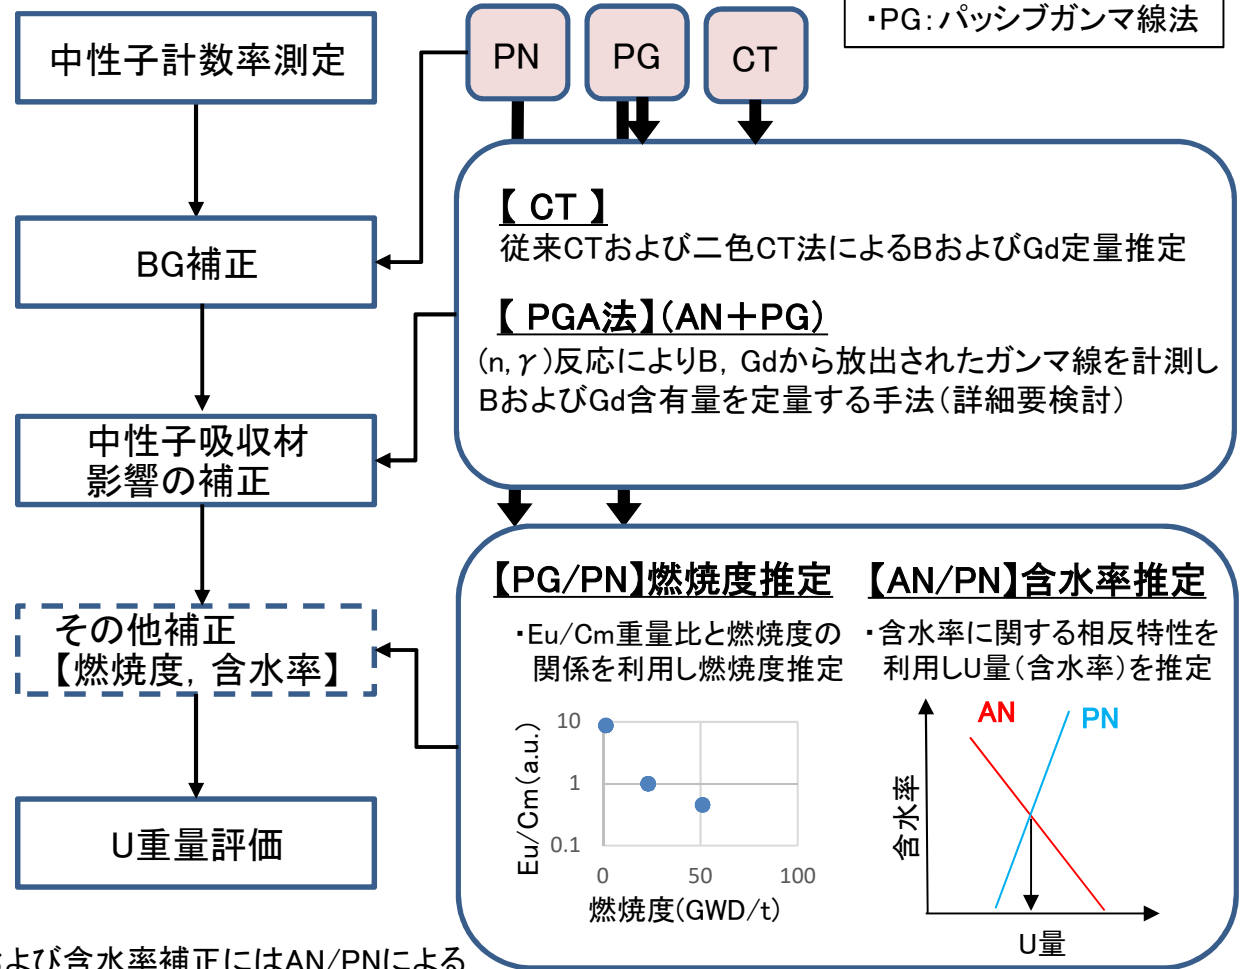 ・PG：パッシブガンマ線法
中性子計数率測定
PN
PG
CT
BG補正
【 CT 】
従来CTおよび二色CT法によるBおよびGd定量推定
【 PGA法】(AN＋PG)
(n,γ)反応によりB, Gdから放出されたガンマ線を計測し
BおよびGd含有量を定量する手法(詳細要検討)
中性子吸収材
影響の補正
その他補正
【燃焼度, 含水率】
U重量評価
【PG/PN】燃焼度推定
・Eu/Cm重量比と燃焼度の
関係を利用し燃焼度推定
Eu/Cm(a.u.)
10
1
0.1
0 50 100
燃焼度(GWD/t)
【AN/PN】含水率推定
・含水率に関する相反特性を
利用しU量(含水率)を推定
AN
PN
含水率
U量
および含水率補正にはAN/PNによる